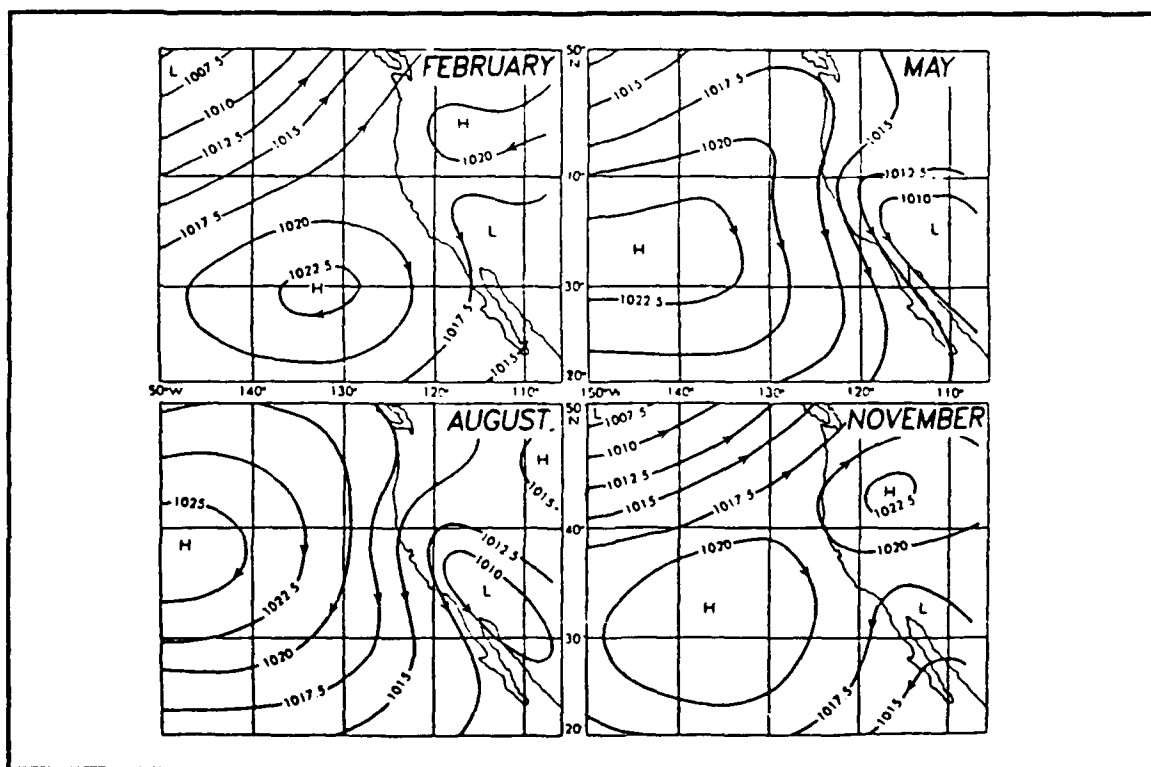 FEBRUARY
L
1007 5
1010
1012 5
1015
1017 5
H
1020
1020
1022 5
H
L
1017 5
1015
MAY
1015
1017 5
1020
1015
1012 5
1010
L
H
1022 5
50°
N
40°
30°
20°
50°W
140°
130°
120°
110°
150°W
140°
130°
120°
110°
AUGUST.
1025
H
1022 5
1020
1017 5
1015
H
1015
1012 5
1010
L
NOVEMBER
L
1007 5
1010
1012 5
1015
1017 5
1020
H
H
1022 5
1020
L
1017 5
1015
50
N
40°
30°
20°